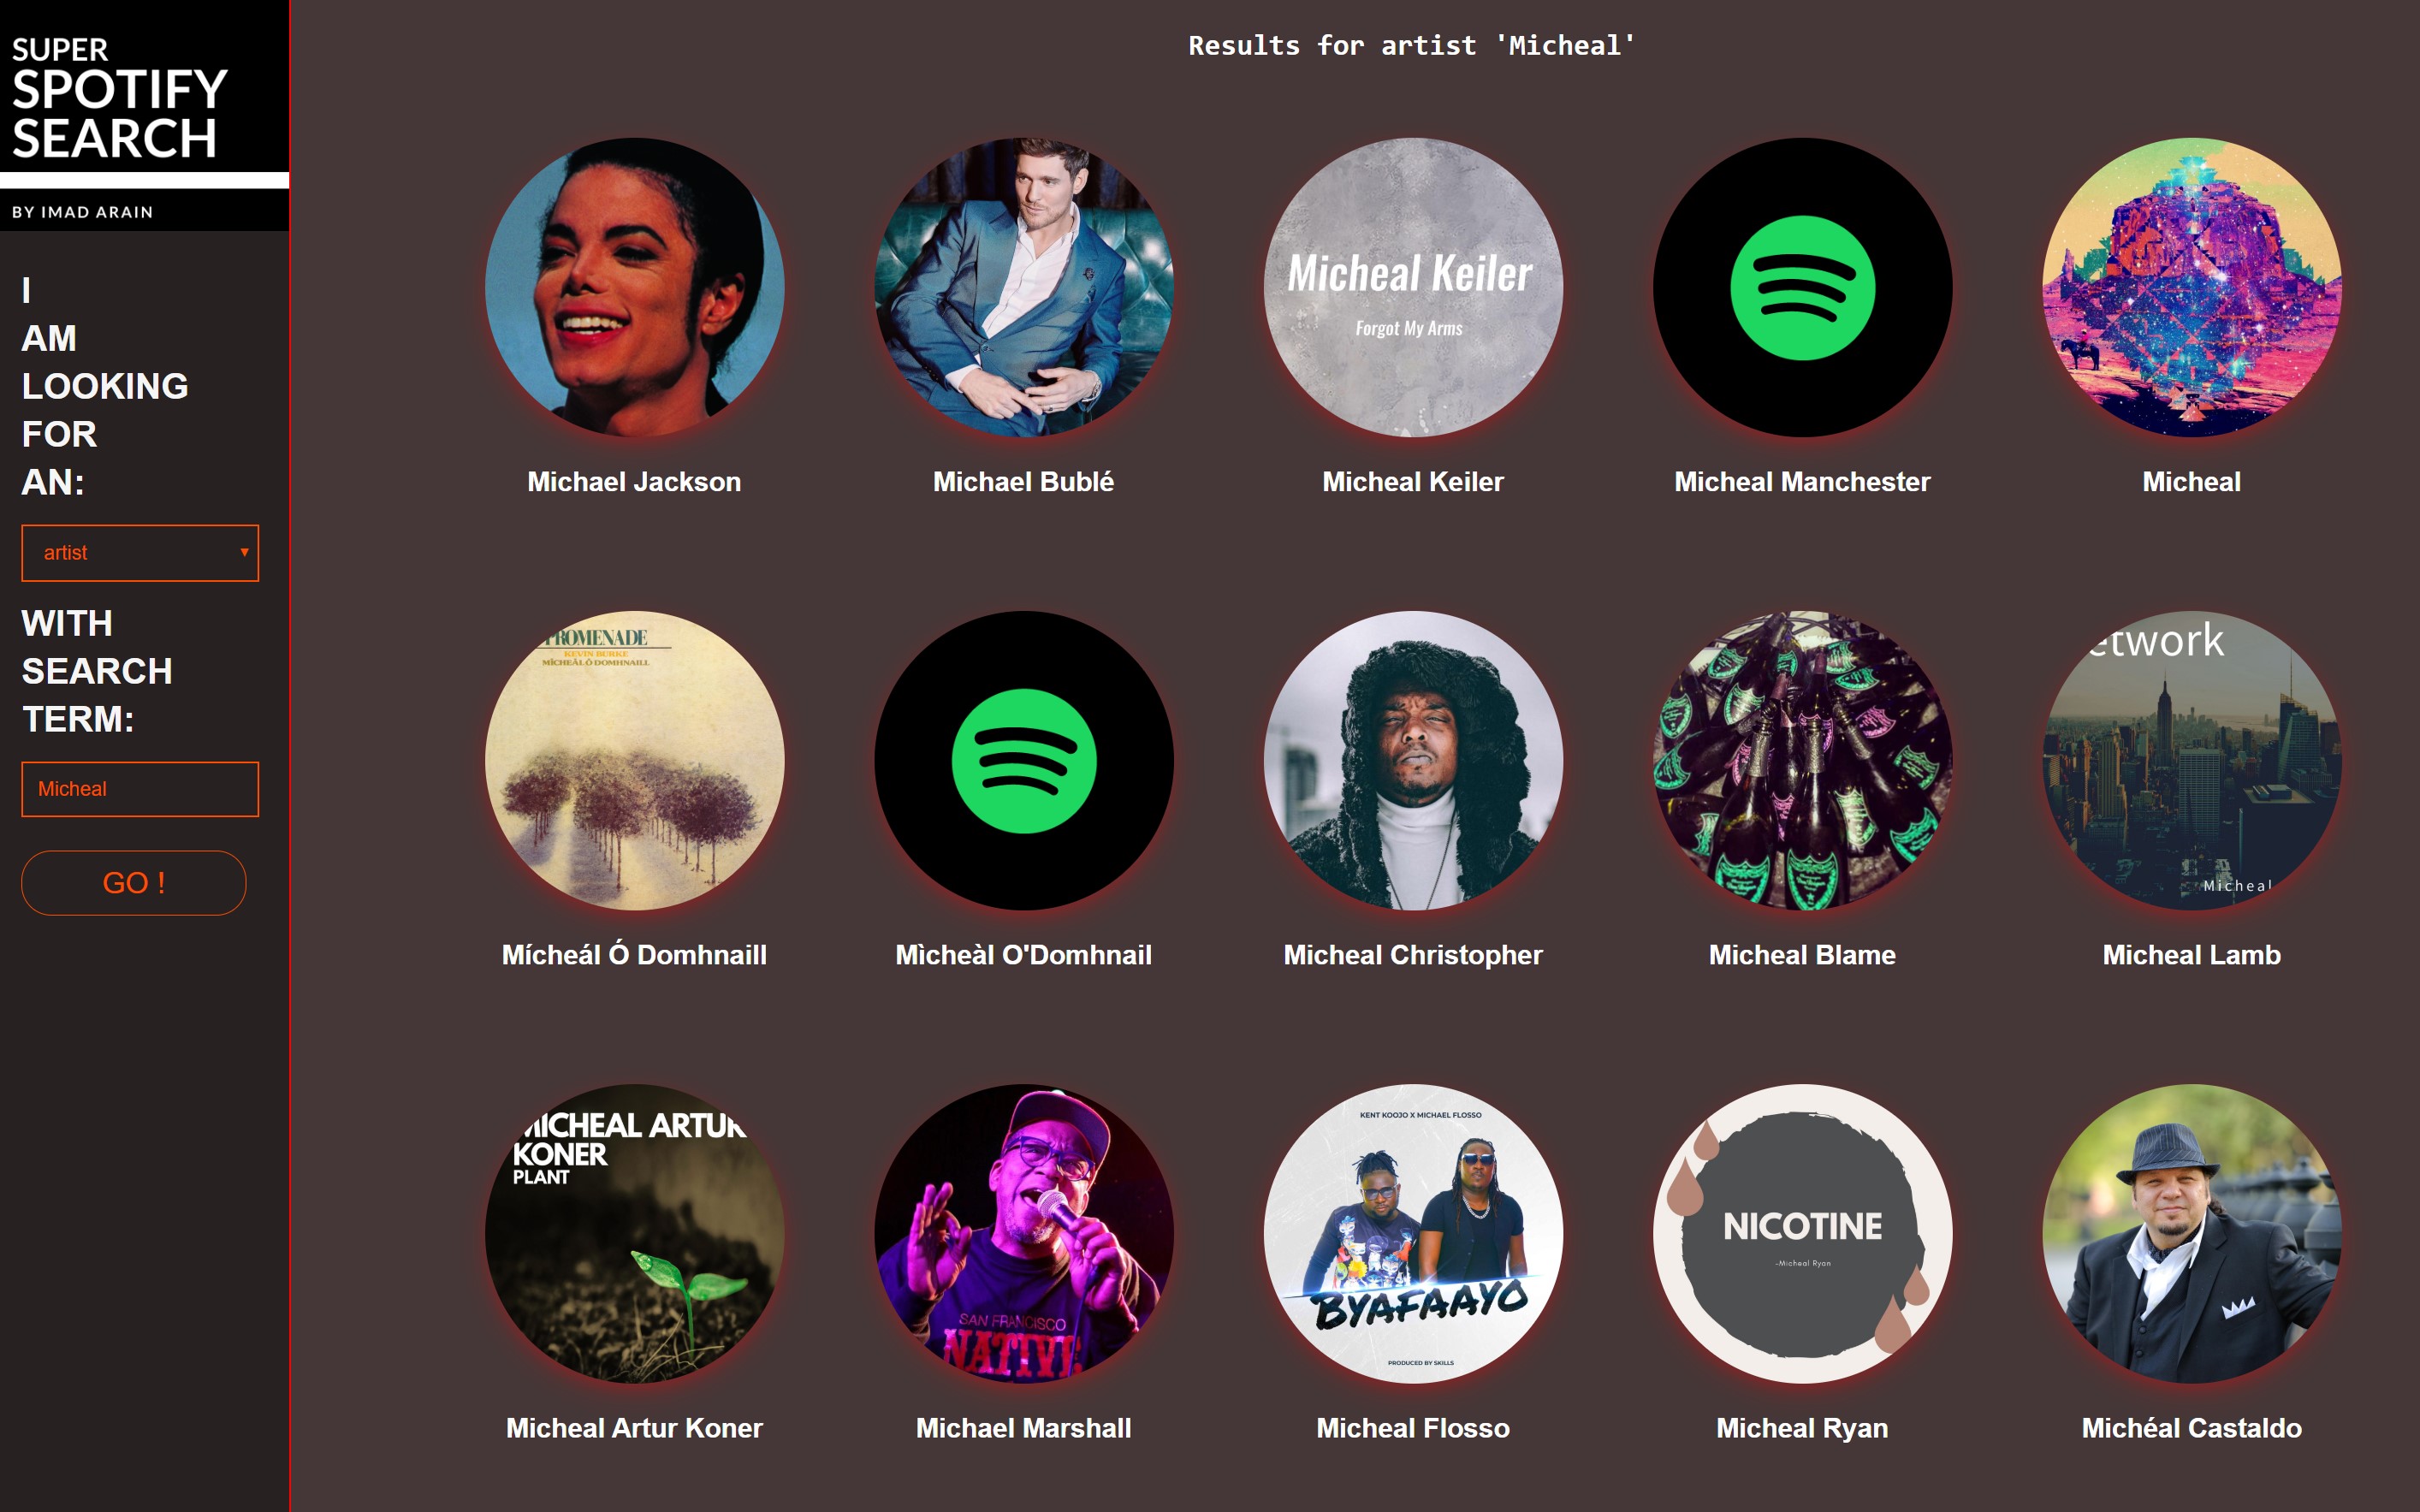 SUPER
SPOTIFY
SEARCH
BY IMAD ARAIN
I
AM
LOOKING
FOR
AN:
artist
WITH
SEARCH
TERM:
Micheal
GO !
Results for artist 'Micheal'
Micheal Keiler
Forgot My Arms
Michael Jackson
Michael Bublé
Micheal Keiler
Micheal Manchester
Micheal
PROMENADE
KEVIN BURKE
MÍCHEÁL Ó DOMHNAILL
etwork
Micheal
Mícheál Ó Domhnaill
Mìcheàl O'Domhnail
Micheal Christopher
Micheal Blame
Micheal Lamb
MICHEAL ARTUR
KONER
PLANT
SAN FRANCISCO
NATIVE
KENT KOOJO X MICHAEL FLOSSO
BYAFAAYO
PRODUCED BY SKILLS
NICOTINE
-Micheal Ryan
Micheal Artur Koner
Michael Marshall
Micheal Flosso
Micheal Ryan
Michéal Castaldo